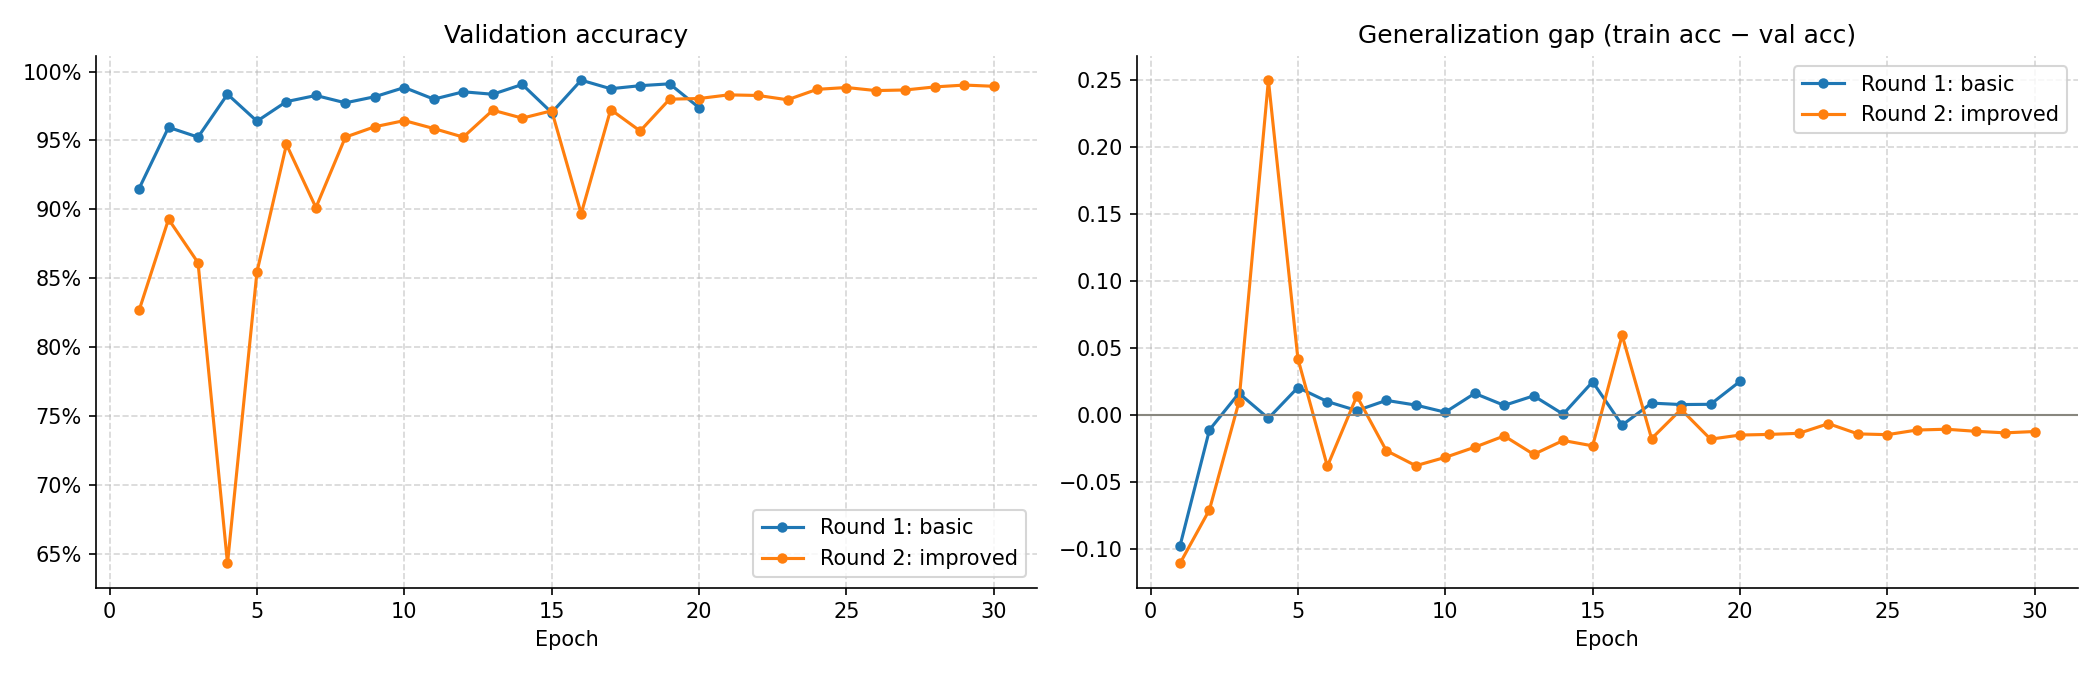 Validation accuracy
100%
95%
90%
85%
80%
75%
70%
65%
0 5 10 15 20 25 30
Epoch
Round 1: basic
Round 2: improved
Generalization gap (train acc − val acc)
0.25
0.20
0.15
0.10
0.05
0.00
−0.05
−0.10
0 5 10 15 20 25 30
Epoch
Round 1: basic
Round 2: improved